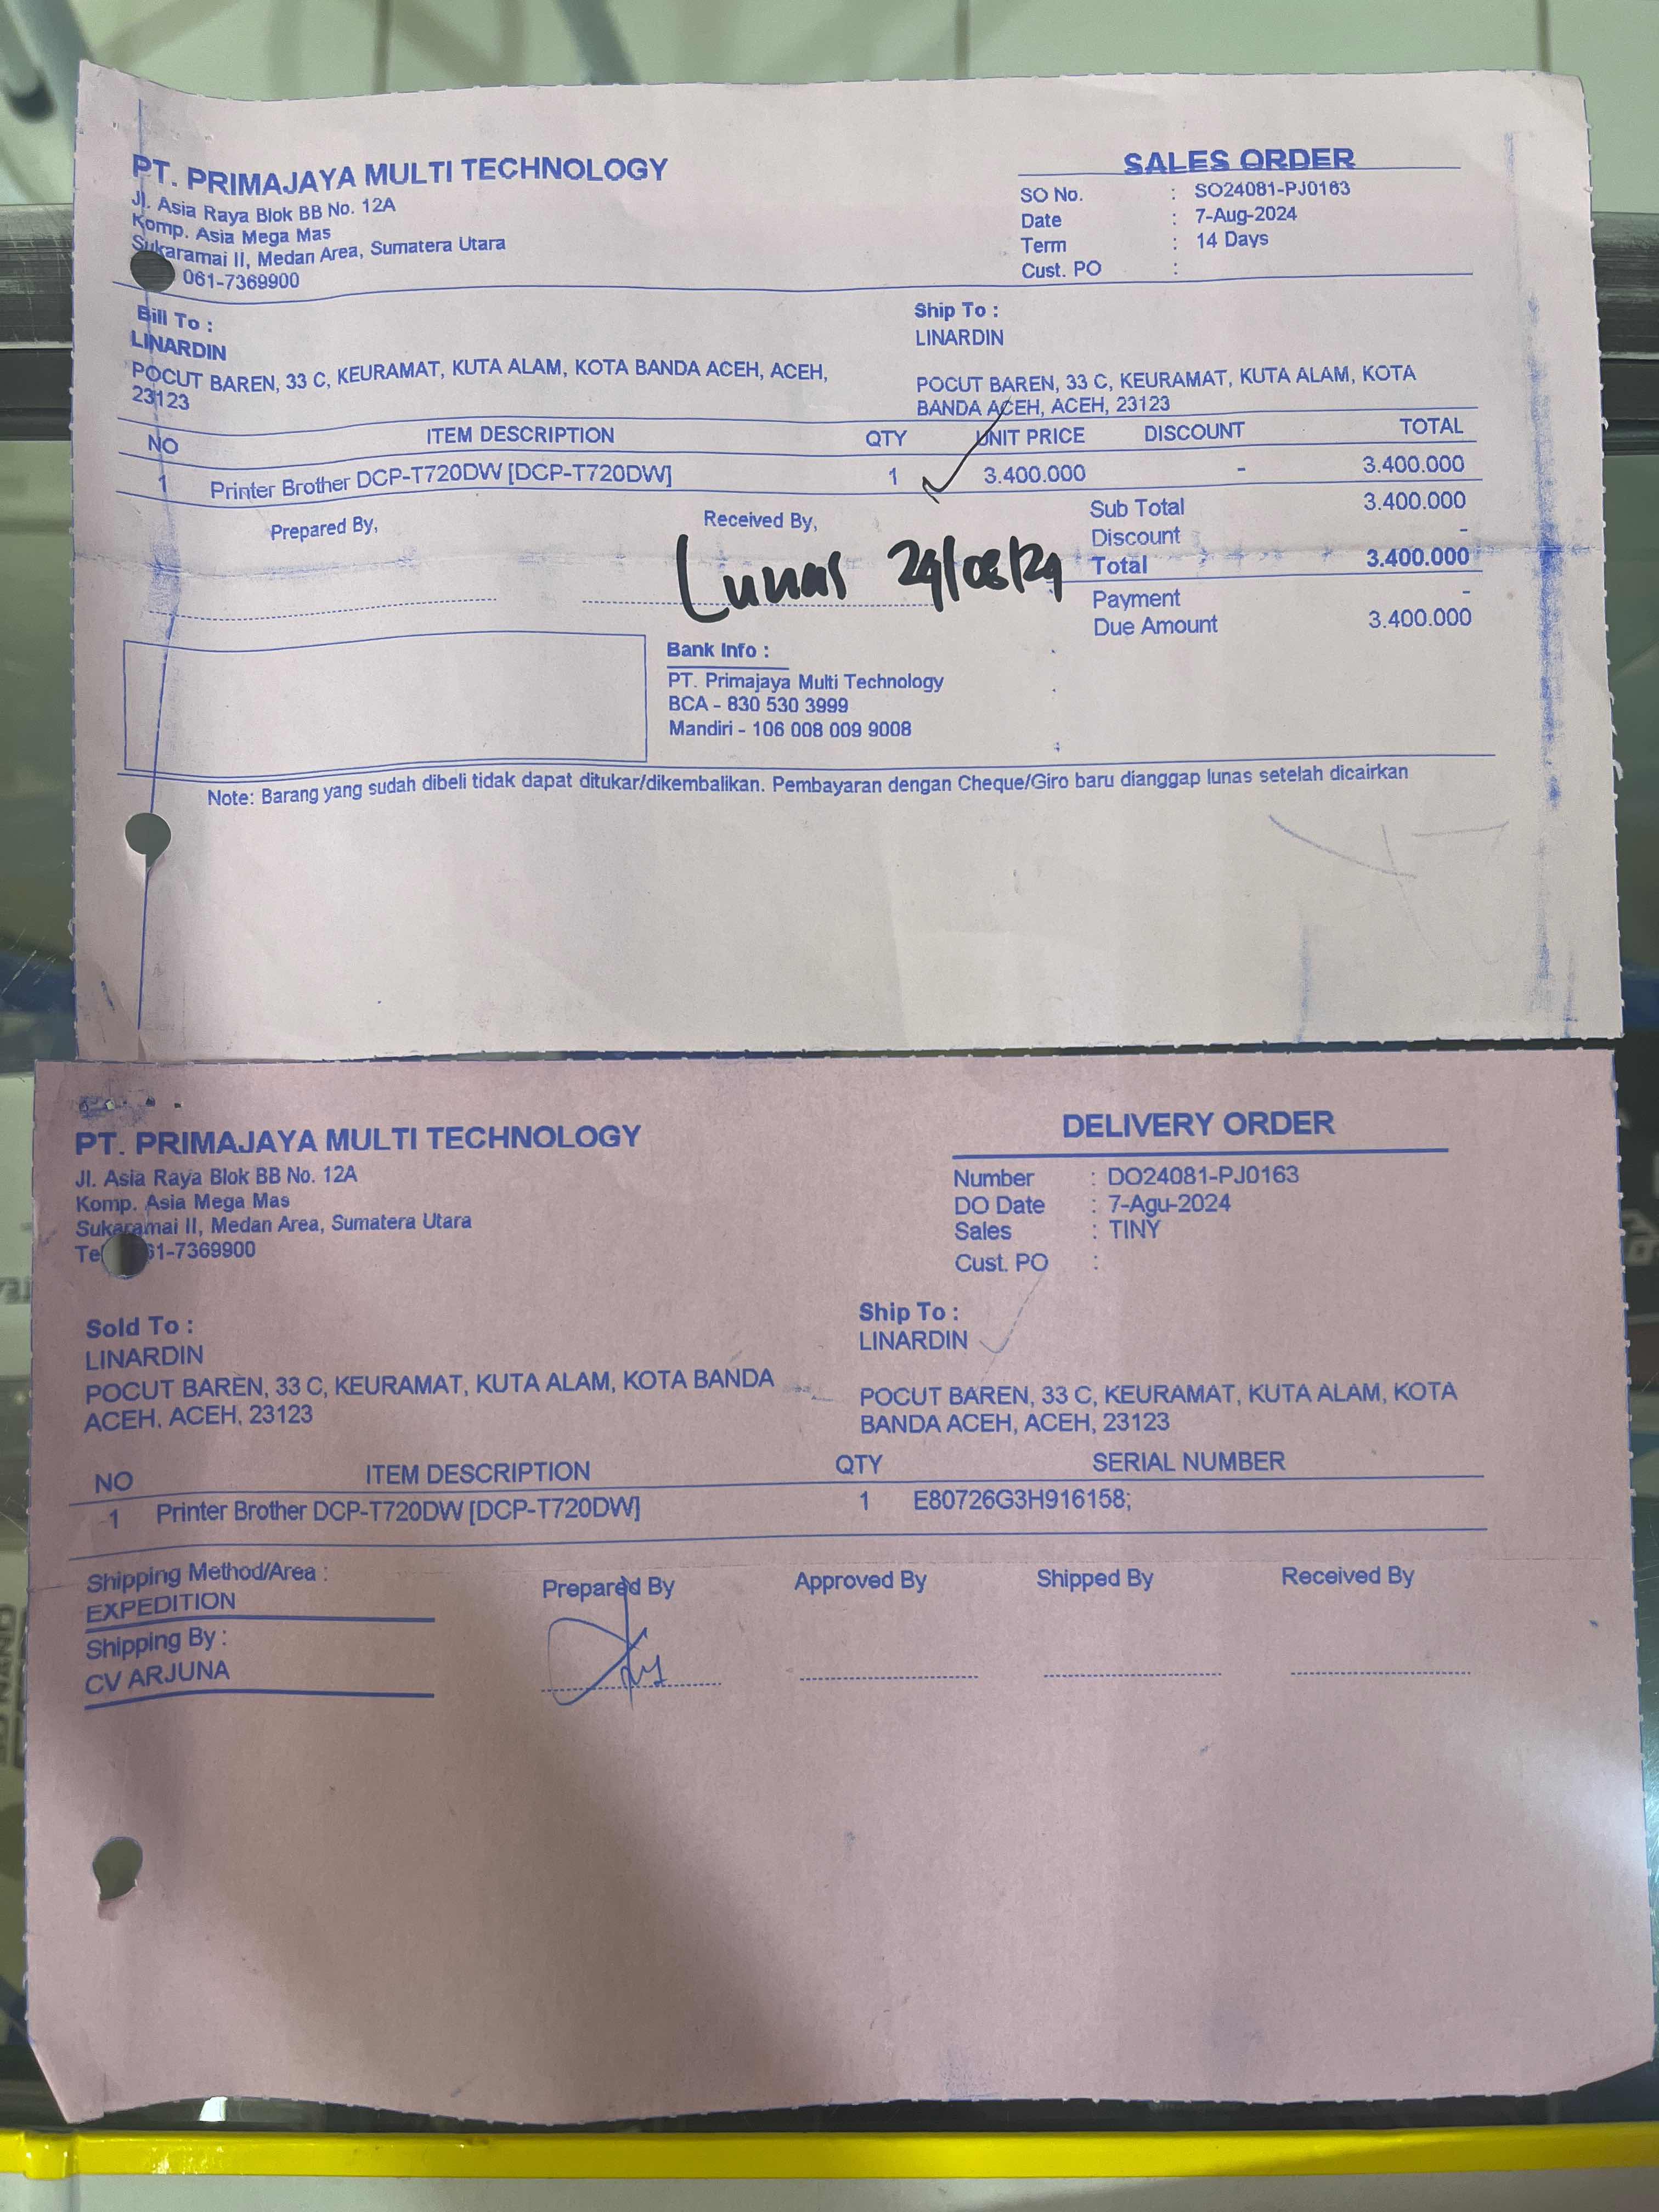 PT. PRIMAJAYA MULTI TECHNOLOGY
Jl. Asia Raya Blok BB No. 12A
Komp. Asia Mega Mas
Sukaramai II, Medan Area, Sumatera Utara
061-7369900
SALES ORDER
SO No. : SO24081-PJ0163
Date : 7-Aug-2024
Term : 14 Days
Cust. PO :
Bill To :
LINARDIN
POCUT BAREN, 33 C, KEURAMAT, KUTA ALAM, KOTA BANDA ACEH, ACEH,
23123
Ship To :
LINARDIN
POCUT BAREN, 33 C, KEURAMAT, KUTA ALAM, KOTA
BANDA ACEH, ACEH, 23123
NO ITEM DESCRIPTION QTY UNIT PRICE DISCOUNT TOTAL
1 Printer Brother DCP-T720DW [DCP-T720DW] 1 3.400.000 - 3.400.000
Prepared By,
Received By,
Lunas 29/08/24
Sub Total 3.400.000
Discount -
Total 3.400.000
Payment -
Due Amount 3.400.000
Bank Info :
PT. Primajaya Multi Technology
BCA - 830 530 3999
Mandiri - 106 008 009 9008
Note: Barang yang sudah dibeli tidak dapat ditukar/dikembalikan. Pembayaran dengan Cheque/Giro baru dianggap lunas setelah dicairkan
PT. PRIMAJAYA MULTI TECHNOLOGY
Jl. Asia Raya Blok BB No. 12A
Komp. Asia Mega Mas
Sukaramai II, Medan Area, Sumatera Utara
Te 61-7369900
DELIVERY ORDER
Number : DO24081-PJ0163
DO Date : 7-Agu-2024
Sales : TINY
Cust. PO :
Sold To :
LINARDIN
POCUT BAREN, 33 C, KEURAMAT, KUTA ALAM, KOTA BANDA
ACEH, ACEH, 23123
Ship To :
LINARDIN
POCUT BAREN, 33 C, KEURAMAT, KUTA ALAM, KOTA
BANDA ACEH, ACEH, 23123
NO ITEM DESCRIPTION QTY SERIAL NUMBER
1 Printer Brother DCP-T720DW [DCP-T720DW] 1 E80726G3H916158;
Shipping Method/Area :
EXPEDITION
Shipping By :
CV ARJUNA
Prepared By
Approved By
Shipped By
Received By